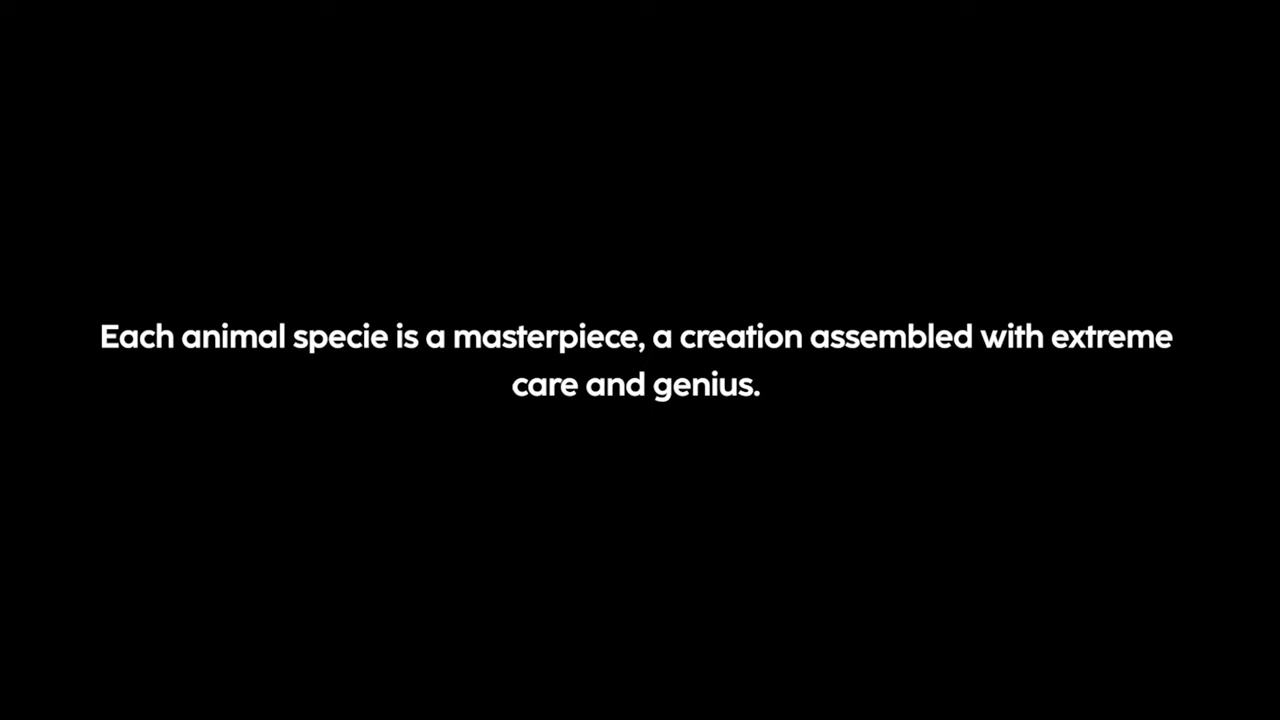 Each animal specie is a masterpiece, a creation assembled with extreme
care and genius.